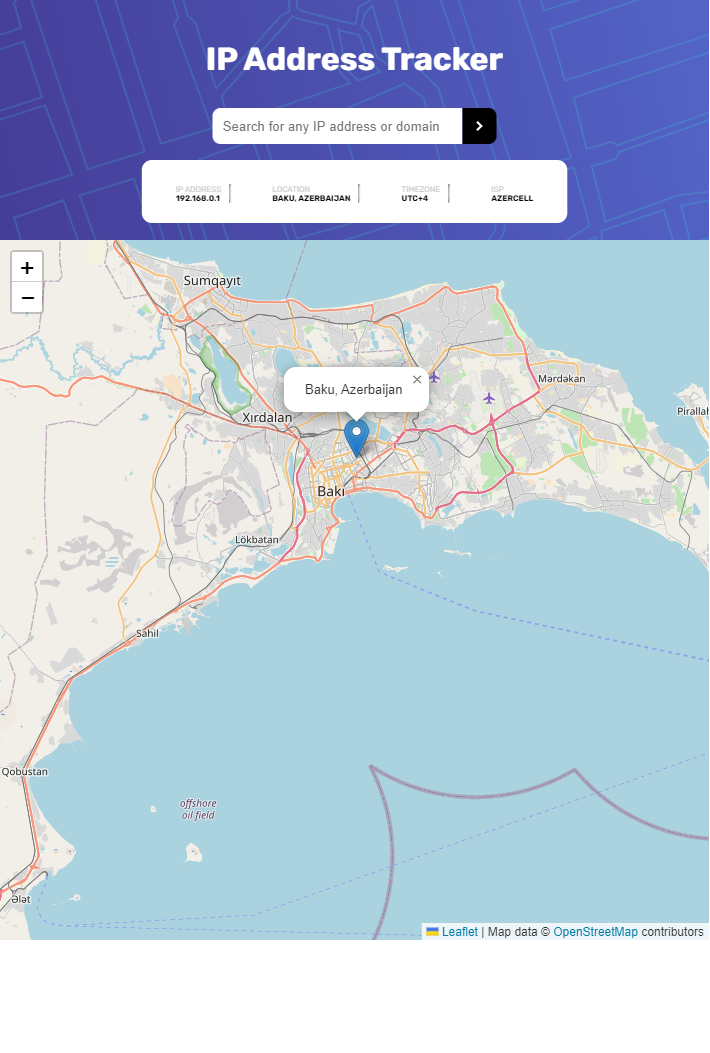 IP Address Tracker
Search for any IP address or domain
IP ADDRESS
192.168.0.1
LOCATION
BAKU, AZERBAIJAN
TIMEZONE
UTC+4
ISP
AZERCELL
+
−
Sumqayıt
Baku, Azerbaijan
×
Mərdəkan
Xırdalan
Pirallah
Bakı
Lökbatan
Sahil
Qobustan
offshore
oil field
Ələt
Leaflet | Map data © OpenStreetMap contributors